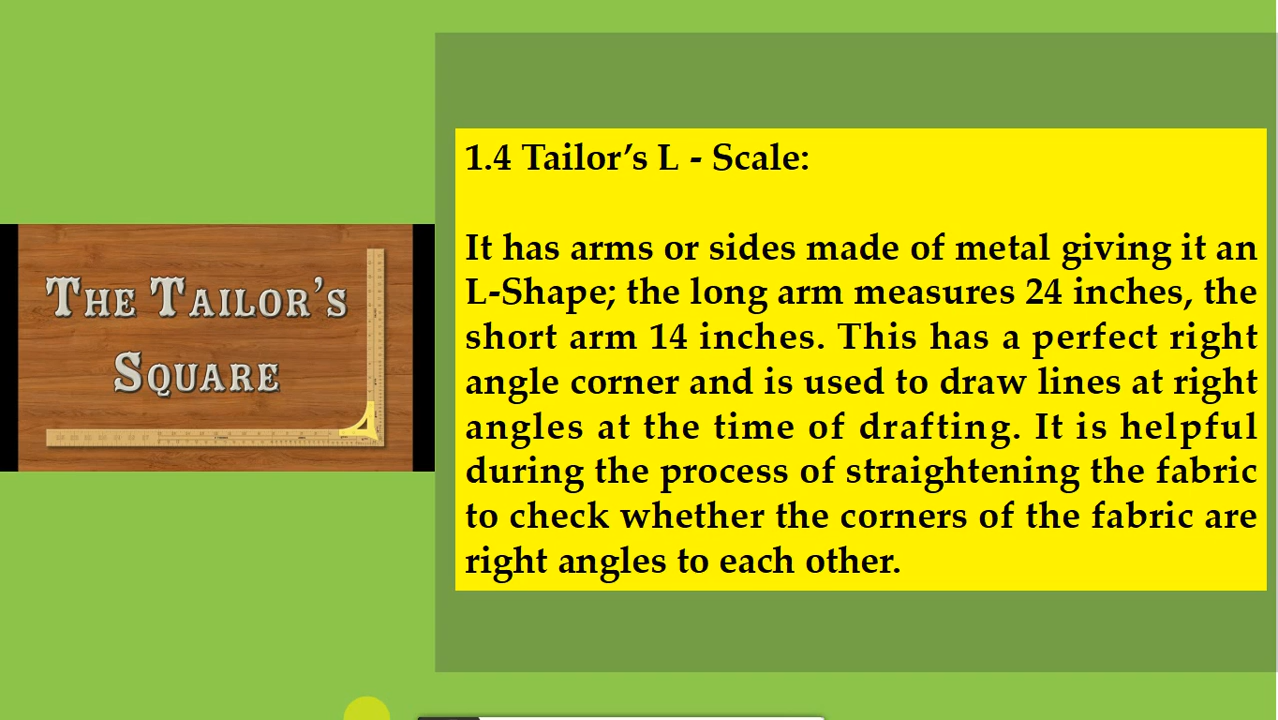 THE TAILOR'S
SQUARE
1.4 Tailor’s L - Scale:
It has arms or sides made of metal giving it an
L-Shape; the long arm measures 24 inches, the
short arm 14 inches. This has a perfect right
angle corner and is used to draw lines at right
angles at the time of drafting. It is helpful
during the process of straightening the fabric
to check whether the corners of the fabric are
right angles to each other.